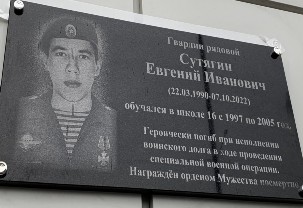 Гвардии рядовой
Сутягин
Евгений Иванович
(22.03.1990-07.10.2022)
обучался в школе 16 с 1997 по 2005 год.
Героически погиб при исполнении
воинского долга в ходе проведения
специальной военной операции.
Награждён орденом Мужества посмертно.